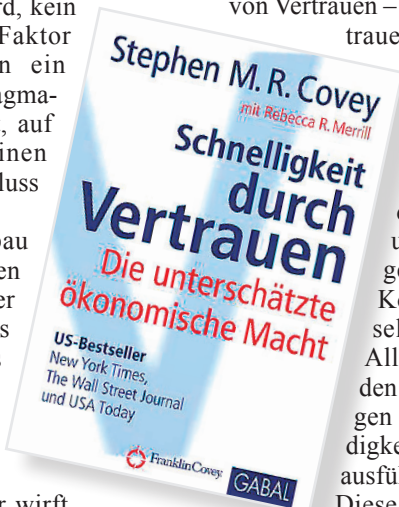 rd, kein
Faktor
n ein
agma-
, auf
inen
luss
bau
en
er
s
r wirft
von Vertrauen –
traue
Stephen M. R. Covey
mit Rebecca R. Merrill
Schnelligkeit
durch
Vertrauen
Die unterschätzte
ökonomische Macht
US-Bestseller
New York Times,
The Wall Street Journal
und USA Today
FranklinCovey
GABAL
u
ge
Ko
sel
All
den
gen
digke
ausfül
Diese